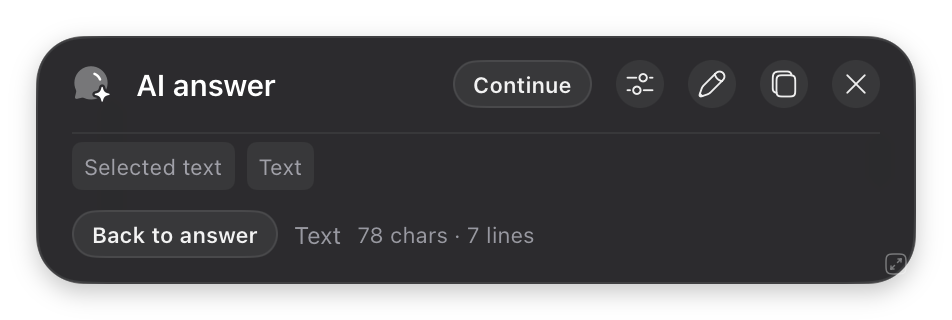 AI answer Continue
Selected text Text
Back to answer Text 78 chars · 7 lines